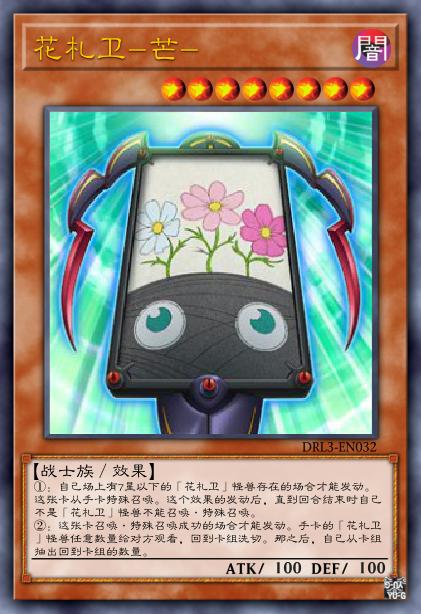 花札卫-芒-
闇
DRL3-EN032
【战士族/效果】
①：自己场上有7星以下的「花札卫」怪兽存在的场合才能发动。
这张卡从手卡特殊召唤。这个效果的发动后，直到回合结束时自己
不是「花札卫」怪兽不能召唤·特殊召唤。
②：这张卡召唤·特殊召唤成功的场合才能发动。手卡的「花札卫」
怪兽任意数量给对方观看，回到卡组洗切。那之后，自己从卡组
抽出回到卡组的数量。
ATK/ 100 DEF/ 100